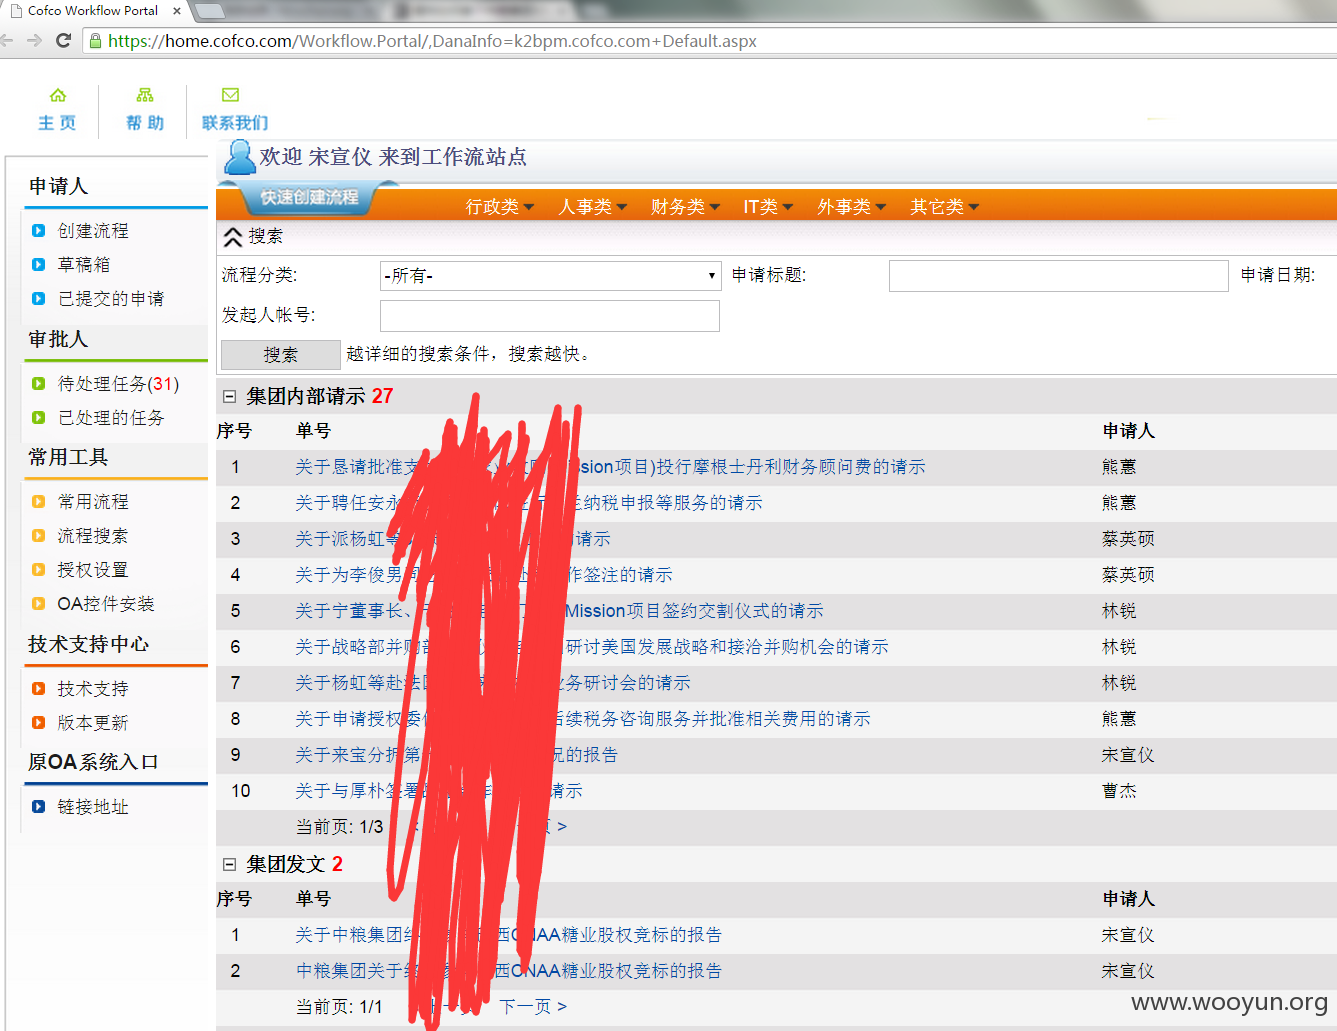 Cofco Workflow Portal
https://home.cofco.com/Workflow.Portal/,DanaInfo=k2bpm.cofco.com+Default.aspx
主 页 帮 助 联系我们
欢迎 宋宣仪 来到工作流站点
快速创建流程 行政类 人事类 财务类 IT类 外事类 其它类
申请人
创建流程
草稿箱
已提交的申请
审批人
待处理任务(31)
已处理的任务
常用工具
常用流程
流程搜索
授权设置
OA控件安装
技术支持中心
技术支持
版本更新
原OA系统入口
链接地址
搜索
流程分类: -所有- 申请标题: 申请日期:
发起人帐号:
搜索 越详细的搜索条件，搜索越快。
集团内部请示 27
序号 单号 申请人
1 关于恳请批准支 sion项目)投行摩根士丹利财务顾问费的请示 熊蕙
2 关于聘任安永 纳税申报等服务的请示 熊蕙
3 关于派杨虹等 请示 蔡英硕
4 关于为李俊男 作签注的请示 蔡英硕
5 关于宁董事长、 Mission项目签约交割仪式的请示 林锐
6 关于战略部并购部 研讨美国发展战略和接洽并购机会的请示 林锐
7 关于杨虹等赴法国 业务研讨会的请示 林锐
8 关于申请授权委 后续税务咨询服务并批准相关费用的请示 熊蕙
9 关于来宝分拆第 况的报告 宋宣仪
10 关于与厚朴签署 请示 曹杰
当前页: 1/3 页 >
集团发文 2
序号 单号 申请人
1 关于中粮集团 西CNAA糖业股权竞标的报告 宋宣仪
2 中粮集团关于 西CNAA糖业股权竞标的报告 宋宣仪
当前页: 1/1 下一页 >
www.wooyun.org